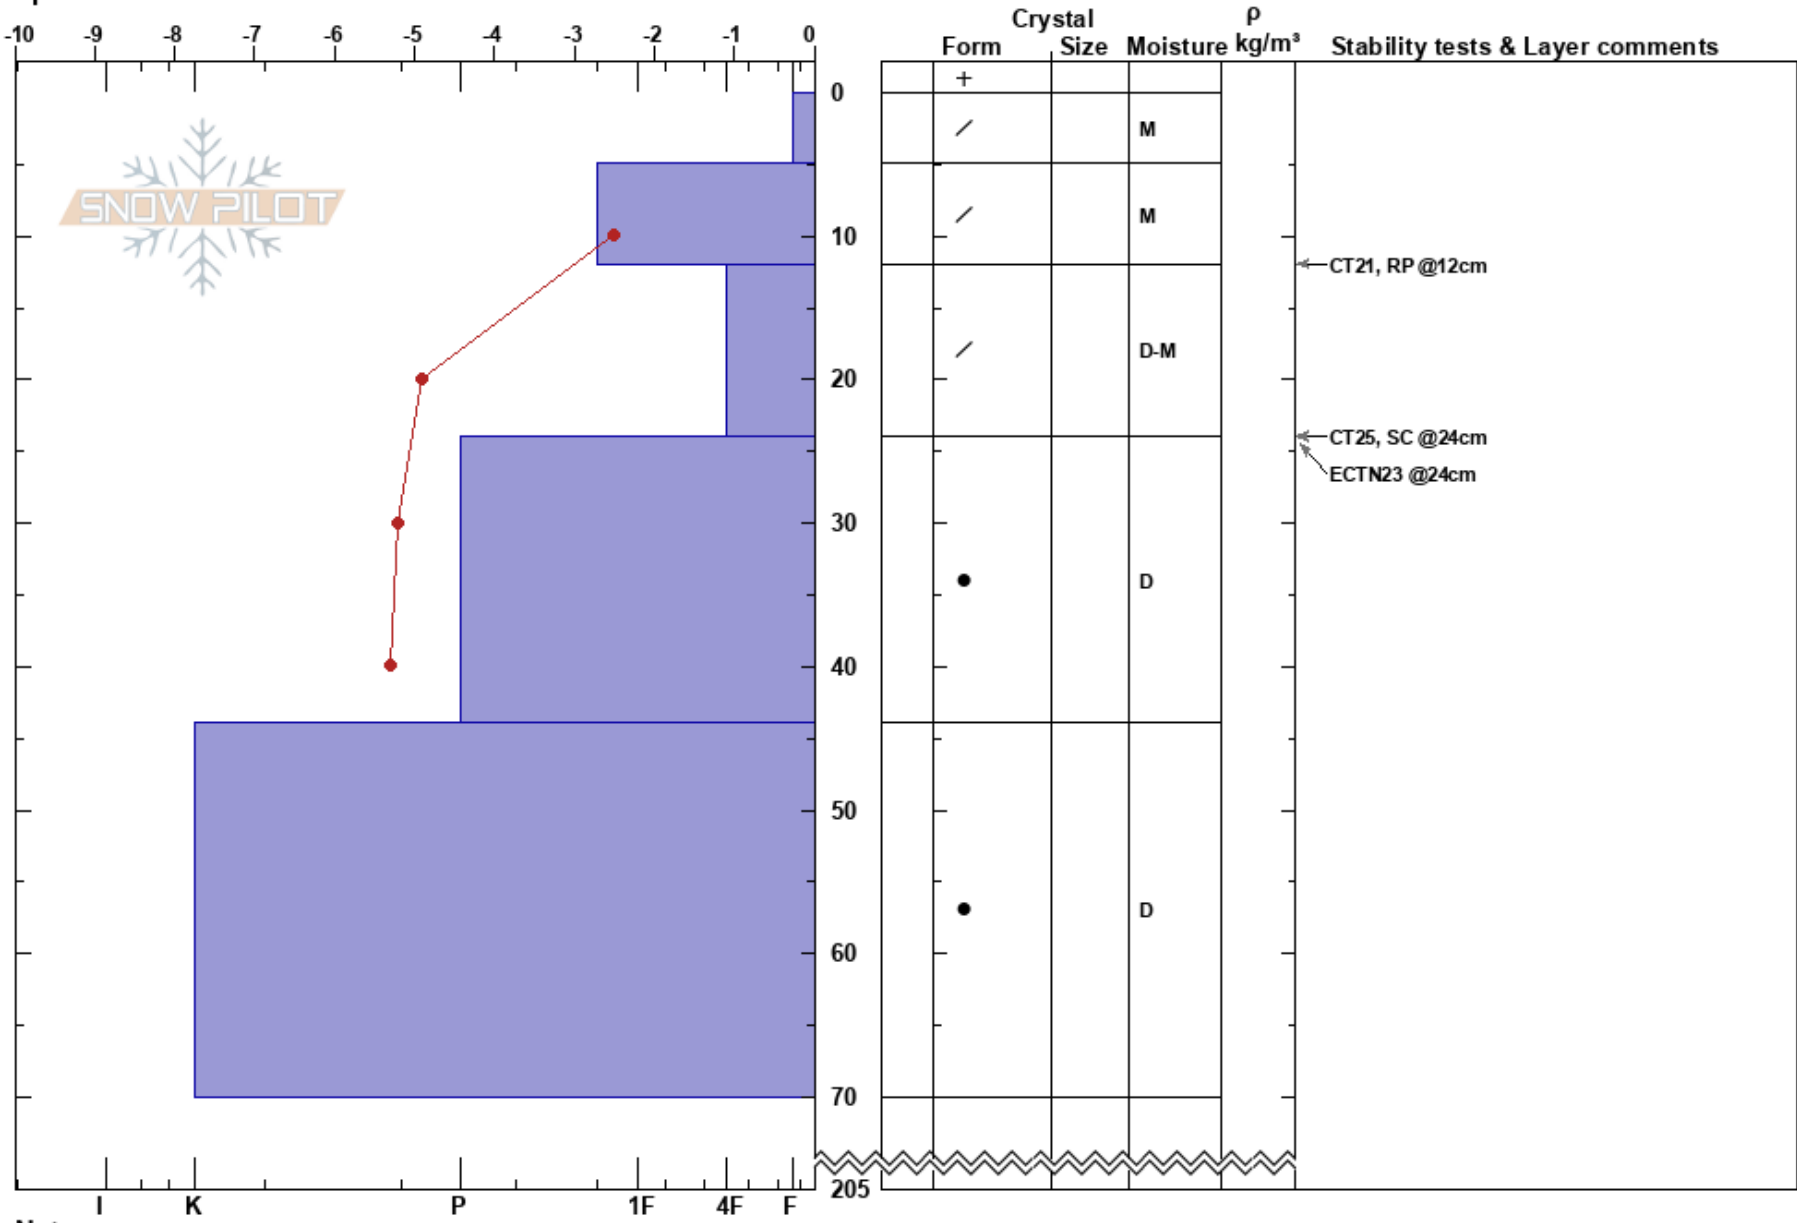 Crystal ρ
-10 -9 -8 -7 -6 -5 -4 -3 -2 -1 0 Form Size Moisture kg/m³ Stability tests & Layer comments
+
0
M
SNOW PILOT
M
10
CT21, RP @12cm
D-M
20
CT25, SC @24cm
ECTN23 @24cm
30
D
40
50
D
60
70
205
I K P 1F 4F F